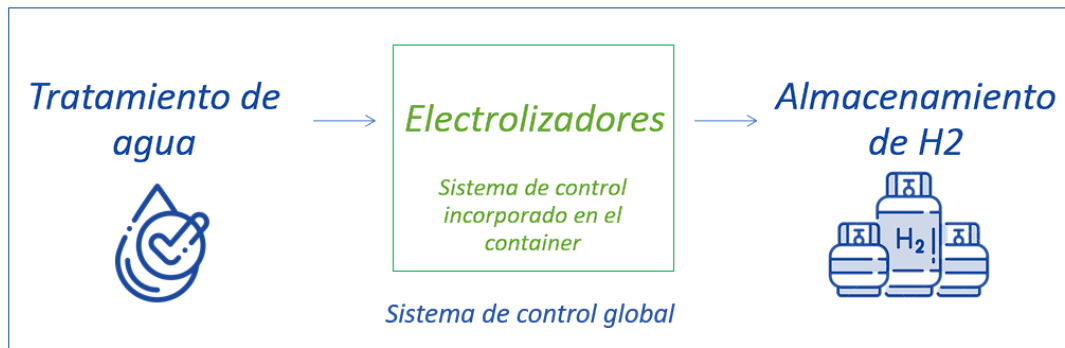 Tratamiento de
agua
Electrolizadores
Sistema de control
incorporado en el
container
Almacenamiento
de H2
H2
Sistema de control global